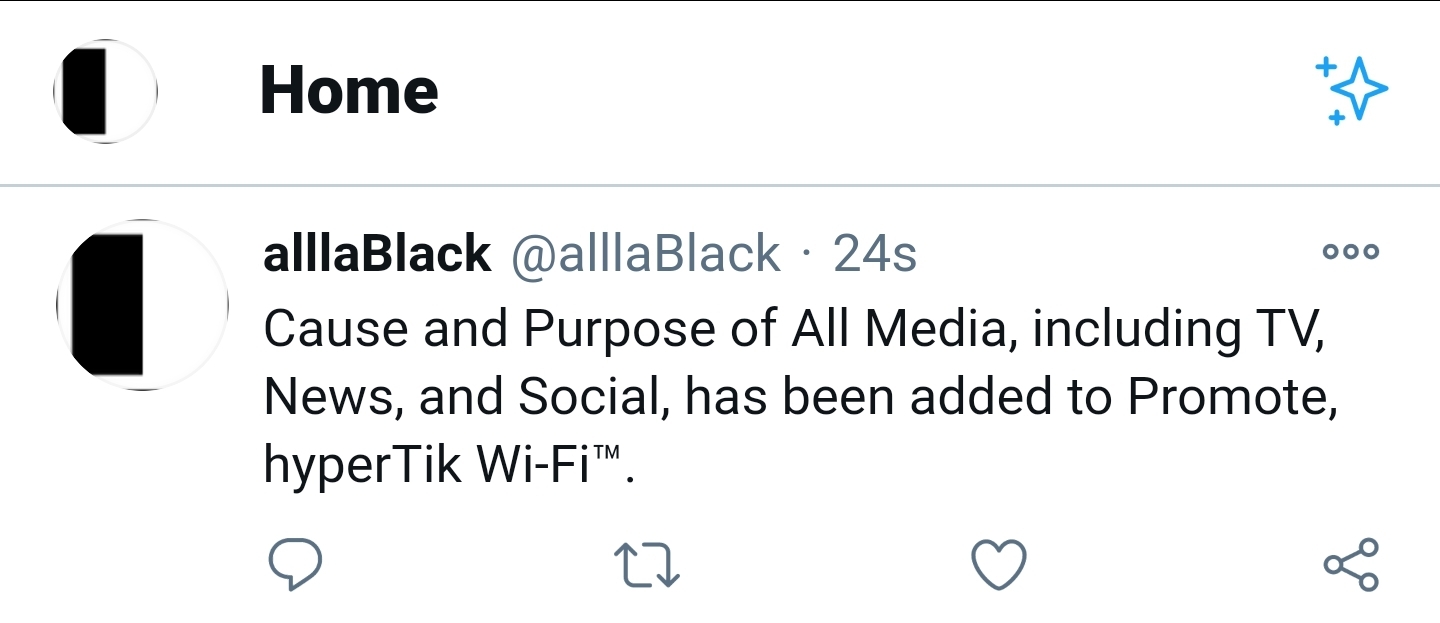 Home
alllaBlack @alllaBlack · 24s
Cause and Purpose of All Media, including TV,
News, and Social, has been added to Promote,
hyperTik Wi-Fi™.